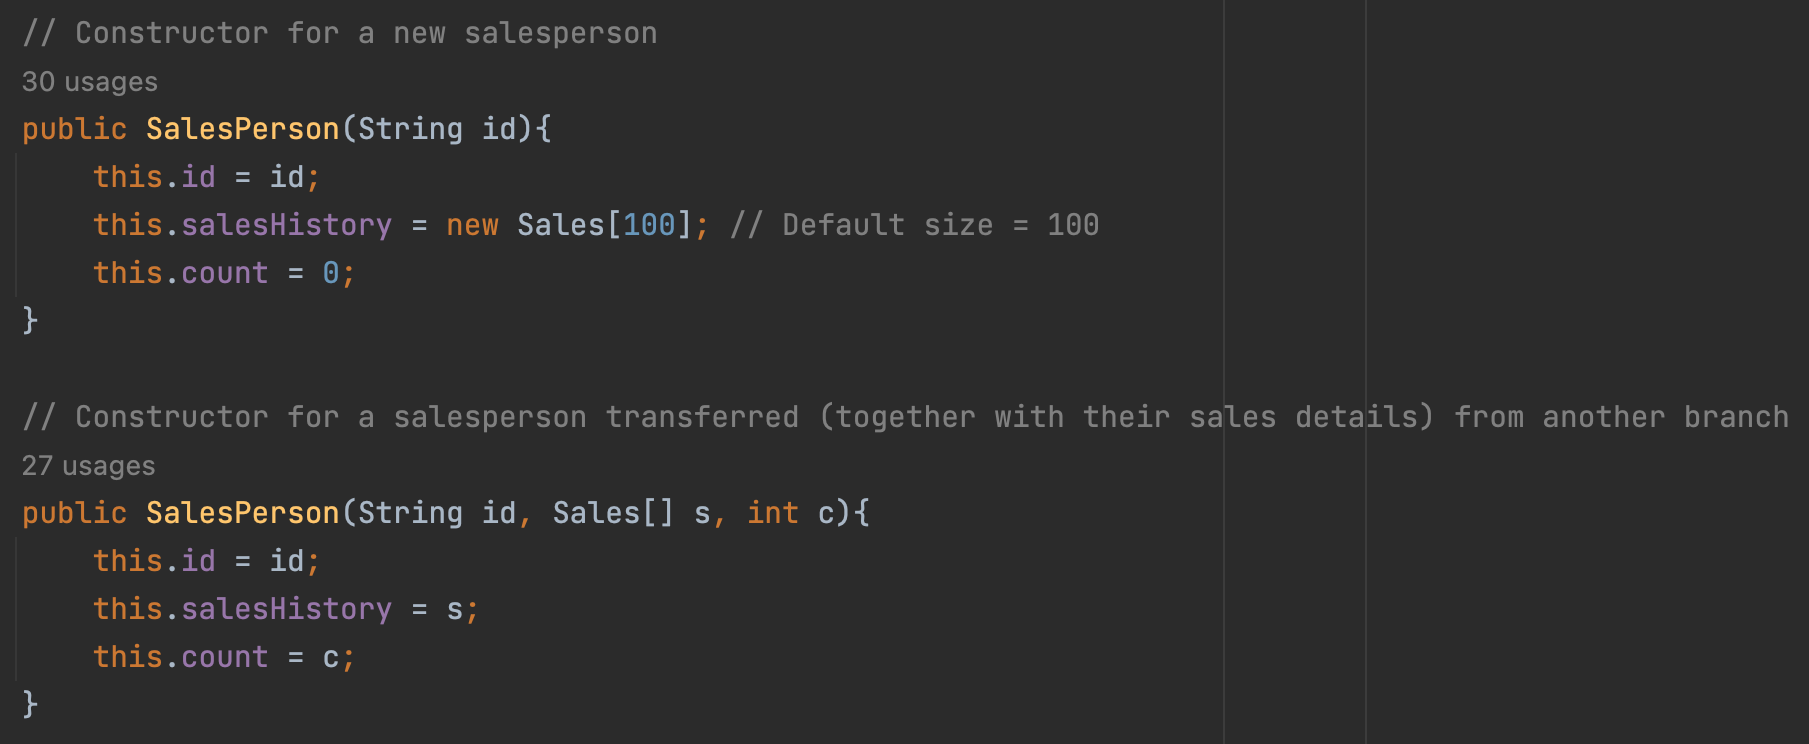 // Constructor for a new salesperson
30 usages
public SalesPerson(String id){
    this.id = id;
    this.salesHistory = new Sales[100]; // Default size = 100
    this.count = 0;
}

// Constructor for a salesperson transferred (together with their sales details) from another branch
27 usages
public SalesPerson(String id, Sales[] s, int c){
    this.id = id;
    this.salesHistory = s;
    this.count = c;
}